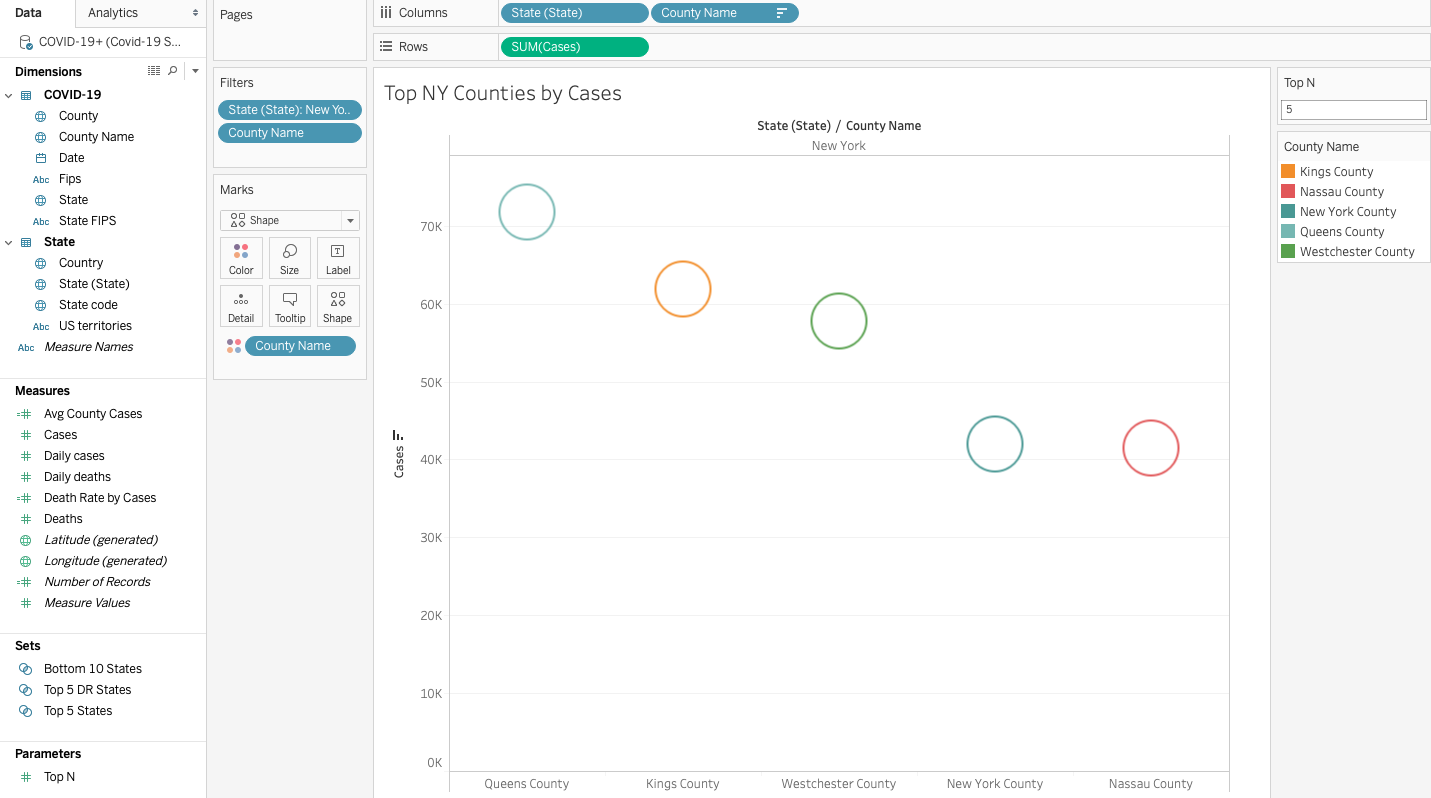 Data
Analytics
COVID-19+ (Covid-19 S...
Dimensions
COVID-19
County
County Name
Date
Abc Fips
State
Abc State FIPS
State
Country
State (State)
State code
Abc US territories
Abc Measure Names
Measures
Avg County Cases
Cases
Daily cases
Daily deaths
Death Rate by Cases
Deaths
Latitude (generated)
Longitude (generated)
Number of Records
Measure Values
Sets
Bottom 10 States
Top 5 DR States
Top 5 States
Parameters
Top N
Pages
Filters
State (State): New Yo..
County Name
Marks
Shape
Color Size Label
Detail Tooltip Shape
County Name
Columns State (State) County Name
Rows SUM(Cases)
Top NY Counties by Cases
State (State) / County Name
New York
Cases
70K
60K
50K
40K
30K
20K
10K
0K
Queens County Kings County Westchester County New York County Nassau County
Top N
5
County Name
Kings County
Nassau County
New York County
Queens County
Westchester County